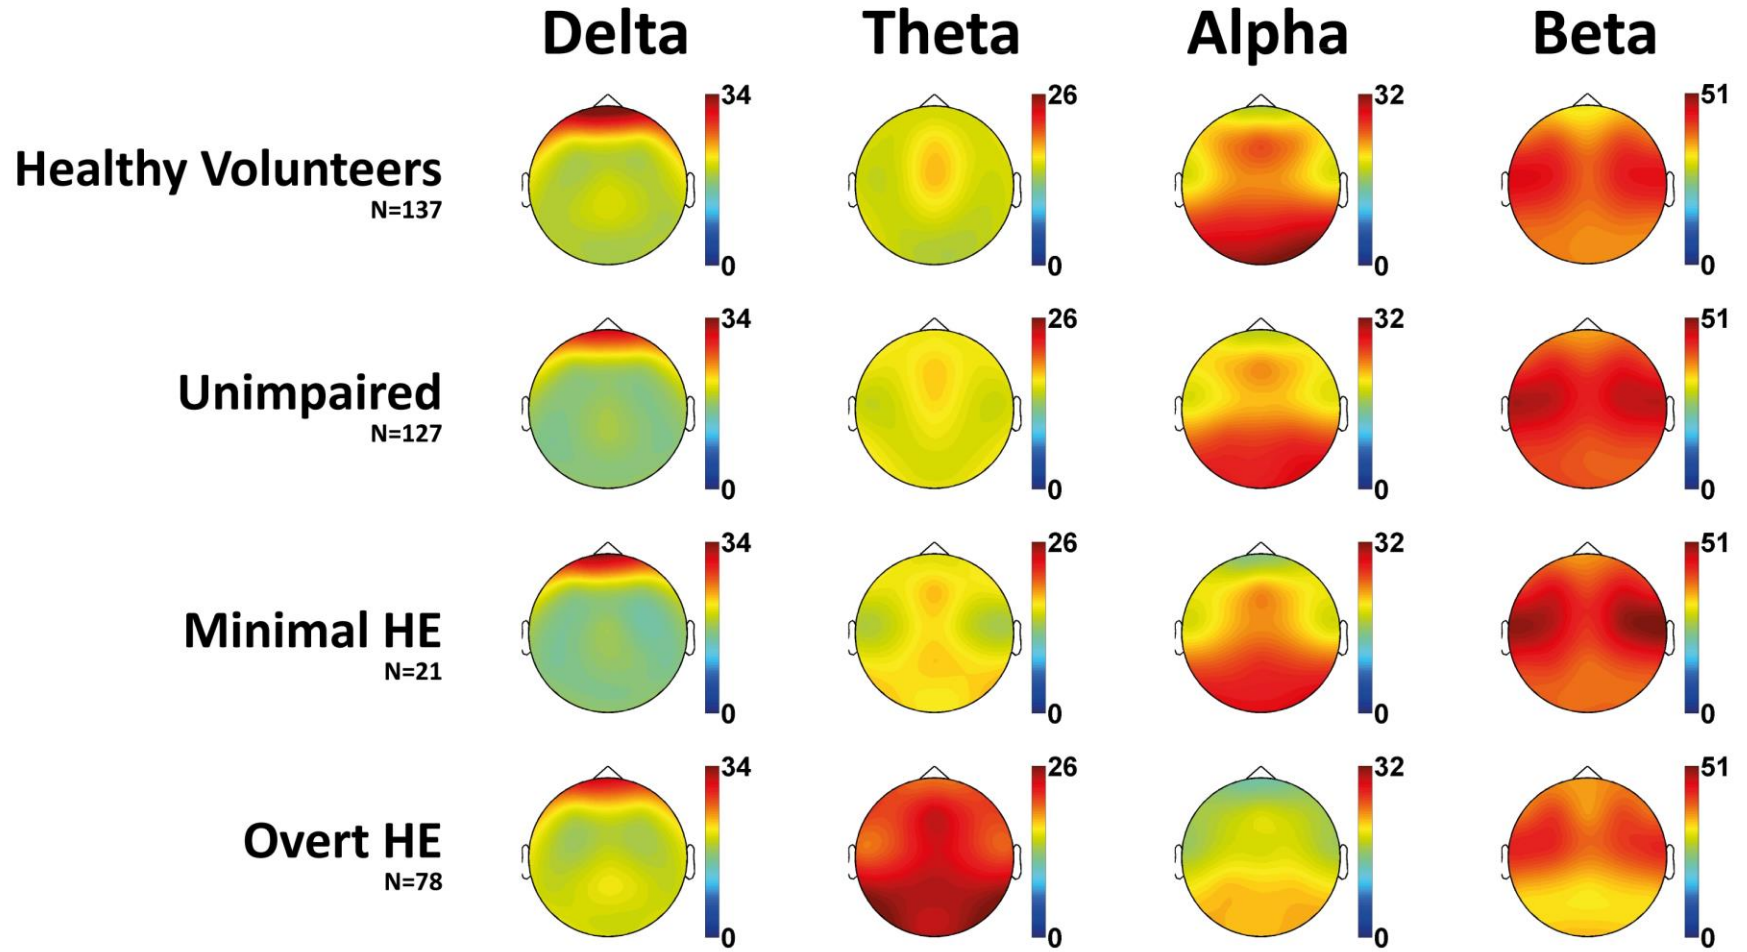 Delta Theta Alpha Beta
Healthy Volunteers
N=137
34 0 26 0 32 0 51 0
Unimpaired
N=127
34 0 26 0 32 0 51 0
Minimal HE
N=21
34 0 26 0 32 0 51 0
Overt HE
N=78
34 0 26 0 32 0 51 0